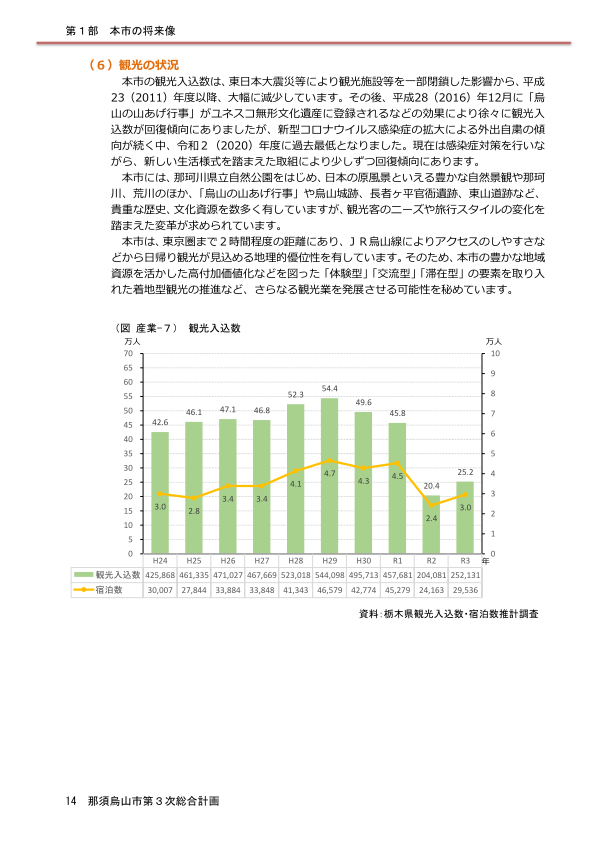 第１部　本市の将来像
（６）観光の状況
本市の観光入込数は、東日本大震災等により観光施設等を一部閉鎖した影響から、平成
23（2011）年度以降、大幅に減少しています。その後、平成28（2016）年12月に「烏
山の山あげ行事」がユネスコ無形文化遺産に登録されるなどの効果により徐々に観光入
込数が回復傾向にありましたが、新型コロナウイルス感染症の拡大による外出自粛の傾
向が続く中、令和２（2020）年度に過去最低となりました。現在は感染症対策を行いな
がら、新しい生活様式を踏まえた取組により少しずつ回復傾向にあります。
本市には、那珂川県立自然公園をはじめ、日本の原風景といえる豊かな自然景観や那珂
川、荒川のほか、「烏山の山あげ行事」や烏山城跡、長者ヶ平官衙遺跡、東山道跡など、
貴重な歴史、文化資源を数多く有していますが、観光客のニーズや旅行スタイルの変化を
踏まえた変革が求められています。
本市は、東京圏まで２時間程度の距離にあり、ＪＲ烏山線によりアクセスのしやすさな
どから日帰り観光が見込める地理的優位性を有しています。そのため、本市の豊かな地域
資源を活かした高付加価値化などを図った「体験型」「交流型」「滞在型」の要素を取り入
れた着地型観光の推進など、さらなる観光業を発展させる可能性を秘めています。
（図 産業-７）　観光入込数
万人 万人
70 10
65
60 9
55 8
50 7
45
40 6
35 5
30 4
25
20 3
15 2
10 1
5
0 0
42.6 46.1 47.1 46.8 52.3 54.4 49.6 45.8 20.4 25.2
3.0 2.8 3.4 3.4 4.1 4.7 4.3 4.5 2.4 3.0
H24 H25 H26 H27 H28 H29 H30 R1 R2 R3 年
観光入込数 425,868 461,335 471,027 467,669 523,018 544,098 495,713 457,681 204,081 252,131
宿泊数 30,007 27,844 33,884 33,848 41,343 46,579 42,774 45,279 24,163 29,536
資料：栃木県観光入込数・宿泊数推計調査
14　那須烏山市第３次総合計画